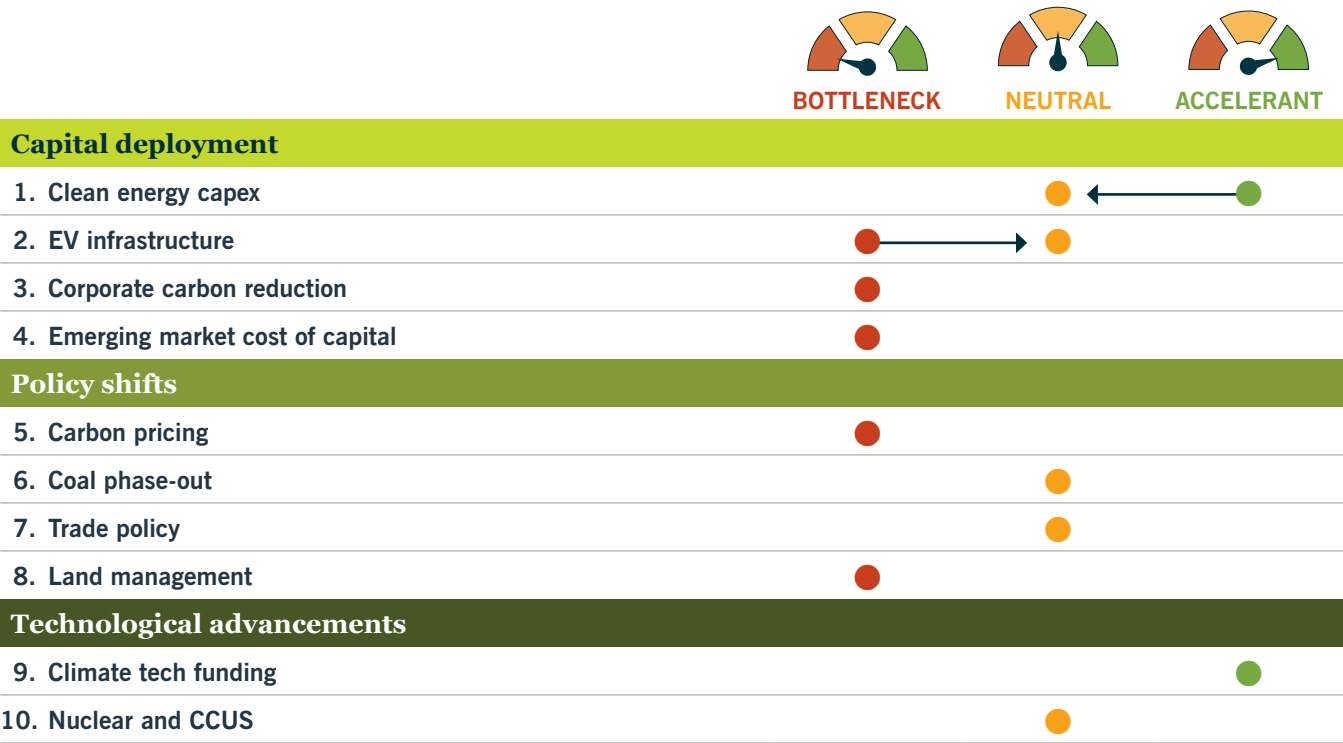 BOTTLENECK NEUTRAL ACCELERANT
Capital deployment
1. Clean energy capex
2. EV infrastructure
3. Corporate carbon reduction
4. Emerging market cost of capital
Policy shifts
5. Carbon pricing
6. Coal phase-out
7. Trade policy
8. Land management
Technological advancements
9. Climate tech funding
10. Nuclear and CCUS